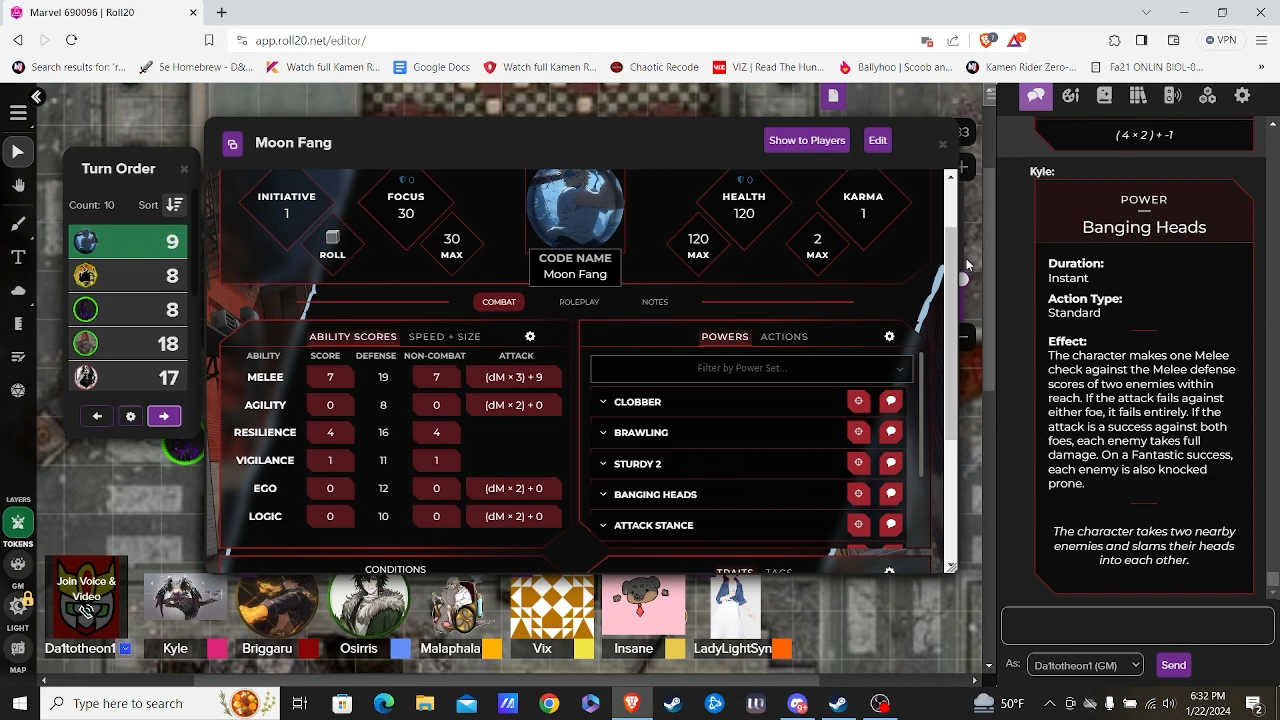 Marvel 690096 | Roll20
app.roll20.net/editor/
VPN
Search results for: 'r...
5e Homebrew - D&...
Watch full Kamen R...
Google Docs
Watch full Kamen R...
Chaotic Recode
VIZ | Read The Hun...
Ballyhoo | Scoob an...
Kamen Rider Zero-...
Fa21 ONLIN BIOL-0...
Moon Fang
Show to Players
Edit
Turn Order
Count: 10
Sort
9
8
8
18
17
INITIATIVE
1
ROLL
0
FOCUS
30
30
MAX
CODE NAME
Moon Fang
0
HEALTH
120
120
MAX
KARMA
1
2
MAX
COMBAT
ROLEPLAY
NOTES
ABILITY SCORES
SPEED + SIZE
ABILITY SCORE DEFENSE NON-COMBAT ATTACK
MELEE 7 19 7 (dM × 3) + 9
AGILITY 0 8 0 (dM × 2) + 0
RESILIENCE 4 16 4
VIGILANCE 1 11 1
EGO 0 12 0 (dM × 2) + 0
LOGIC 0 10 0 (dM × 2) + 0
CONDITIONS
POWERS
ACTIONS
Filter by Power Set...
CLOBBER
BRAWLING
STURDY 2
BANGING HEADS
ATTACK STANCE
TRAITS TAGS
( 4 × 2 ) + -1
Kyle:
POWER
Banging Heads
Duration:
Instant
Action Type:
Standard
Effect:
The character makes one Melee
check against the Melee defense
scores of two enemies within
reach. If the attack fails against
either foe, it fails entirely. If the
attack is a success against both
foes, each enemy takes full
damage. On a Fantastic success,
each enemy is also knocked
prone.
The character takes two nearby
enemies and slams their heads
into each other.
As:
Da1totheon1 (GM)
Send
LAYERS
TOKENS
GM
LIGHT
MAP
Join Voice &
Video
Da1totheon1
Kyle
Briggaru
Osirris
Malaphala
Vix
Insane
LadyLightSyn
Type here to search
9+
50°F
6:32 PM
1/22/2024
2